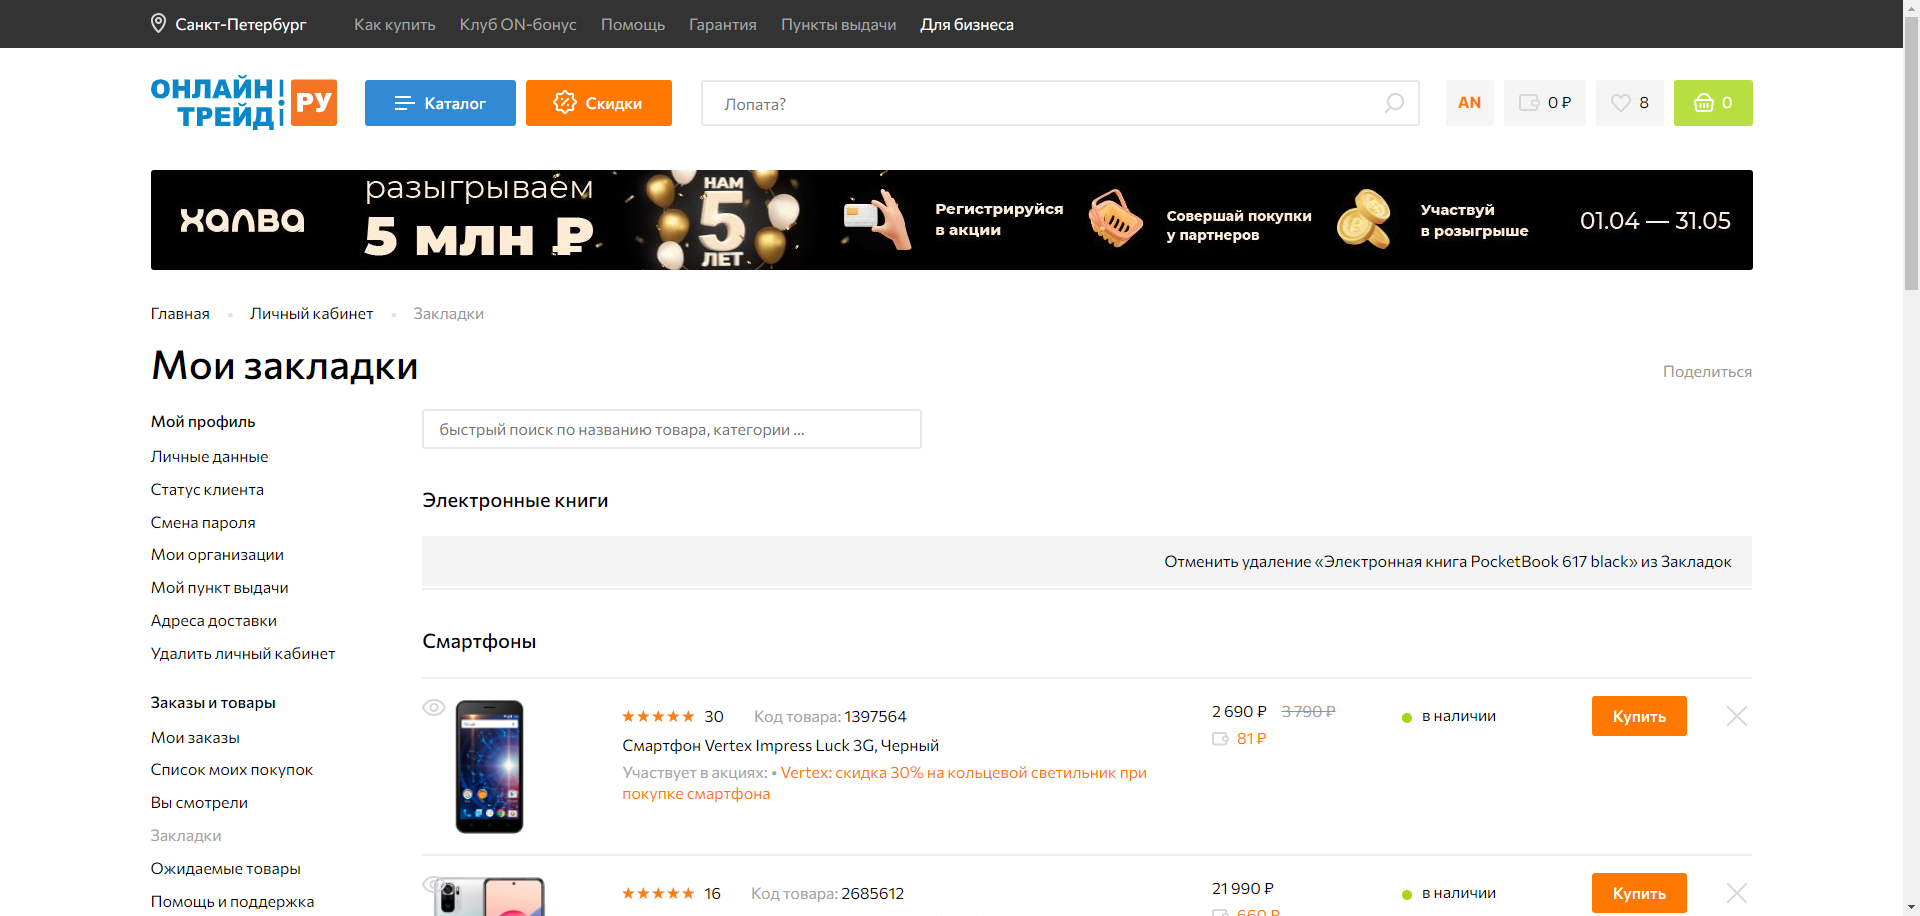 Санкт-Петербург
Как купить
Клуб ON-бонус
Помощь
Гарантия
Пункты выдачи
Для бизнеса
ОНЛАЙН ТРЕЙД РУ
Каталог
Скидки
Лопата?
AN
0 ₽
8
0
халва
разыгрываем
5 млн ₽
НАМ
5
ЛЕТ
Регистрируйся
в акции
Совершай покупки
у партнеров
Участвуй
в розыгрыше
01.04 — 31.05
Главная • Личный кабинет • Закладки
Мои закладки
Поделиться
Мой профиль
Личные данные
Статус клиента
Смена пароля
Мои организации
Мой пункт выдачи
Адреса доставки
Удалить личный кабинет
Заказы и товары
Мои заказы
Список моих покупок
Вы смотрели
Закладки
Ожидаемые товары
Помощь и поддержка
быстрый поиск по названию товара, категории ...
Электронные книги
Отменить удаление «Электронная книга PocketBook 617 black» из Закладок
Смартфоны
30 Код товара: 1397564
Смартфон Vertex Impress Luck 3G, Черный
Участвует в акциях: • Vertex: скидка 30% на кольцевой светильник при
покупке смартфона
2 690 ₽ 3 790 ₽
81 ₽
в наличии
Купить
16 Код товара: 2685612
21 990 ₽
660 ₽
в наличии
Купить